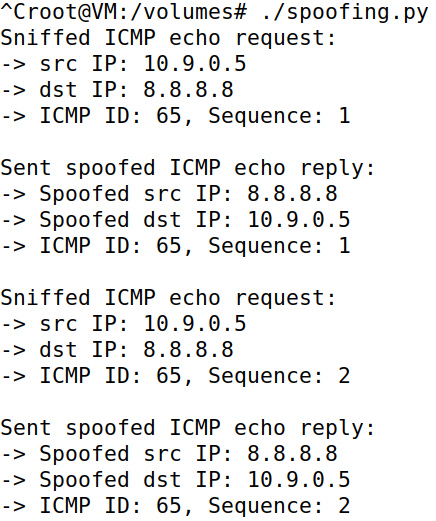 ^Croot@VM:/volumes# ./spoofing.py
Sniffed ICMP echo request:
-> src IP: 10.9.0.5
-> dst IP: 8.8.8.8
-> ICMP ID: 65, Sequence: 1

Sent spoofed ICMP echo reply:
-> Spoofed src IP: 8.8.8.8
-> Spoofed dst IP: 10.9.0.5
-> ICMP ID: 65, Sequence: 1

Sniffed ICMP echo request:
-> src IP: 10.9.0.5
-> dst IP: 8.8.8.8
-> ICMP ID: 65, Sequence: 2

Sent spoofed ICMP echo reply:
-> Spoofed src IP: 8.8.8.8
-> Spoofed dst IP: 10.9.0.5
-> ICMP ID: 65, Sequence: 2